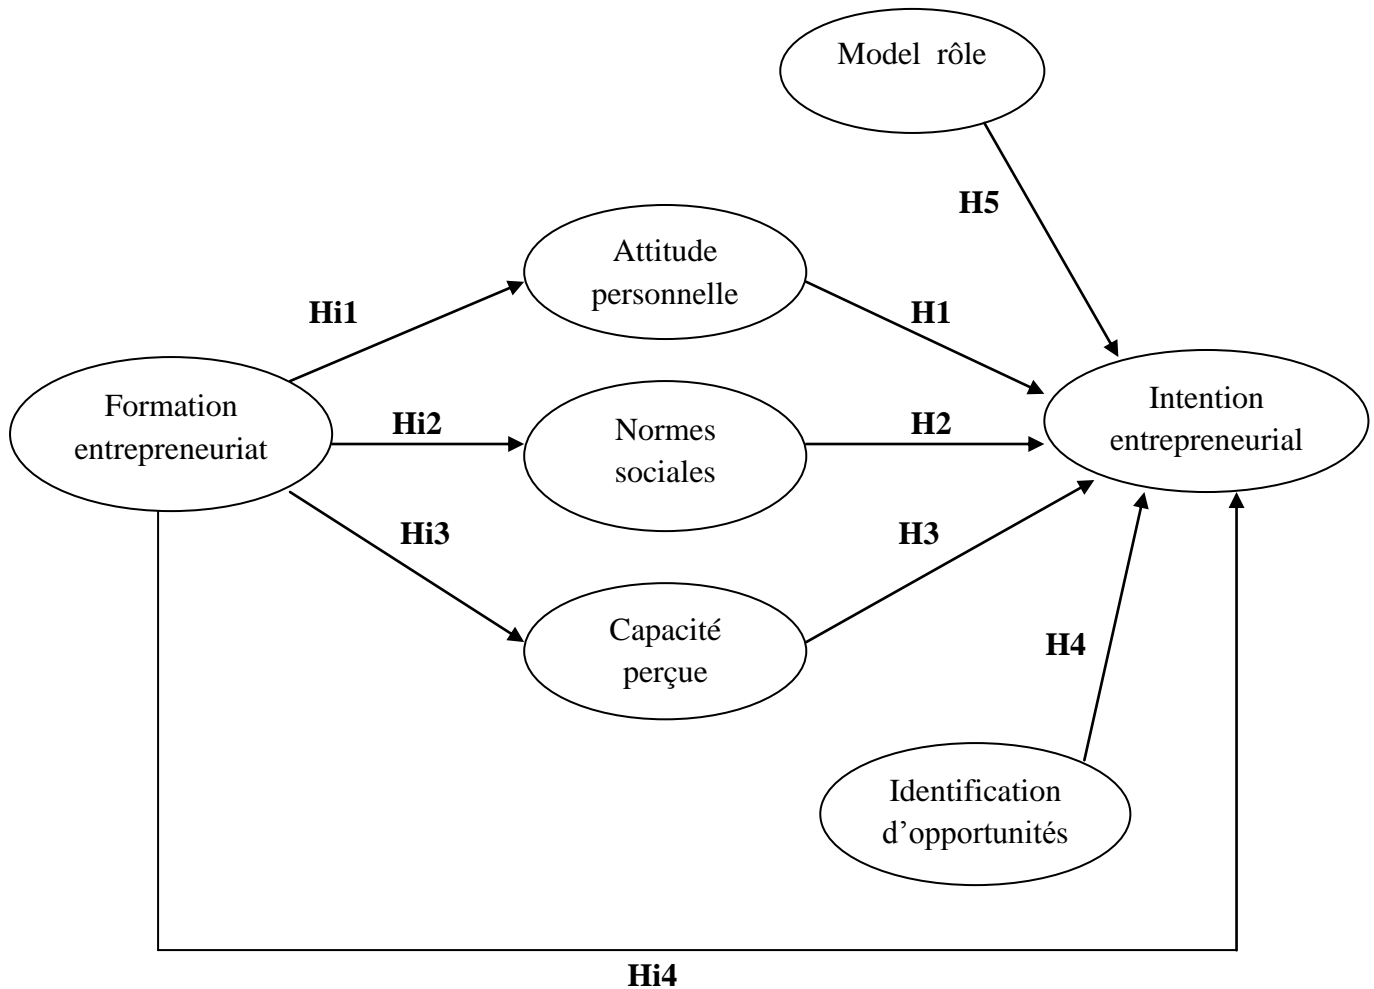 Model rôle
H5
Attitude
personnelle
Hi1
H1
Formation
entrepreneuriat
Hi2
Normes
sociales
H2
Intention
entrepreneurial
Hi3
H3
Capacité
perçue
H4
Identification
d’opportunités
Hi4